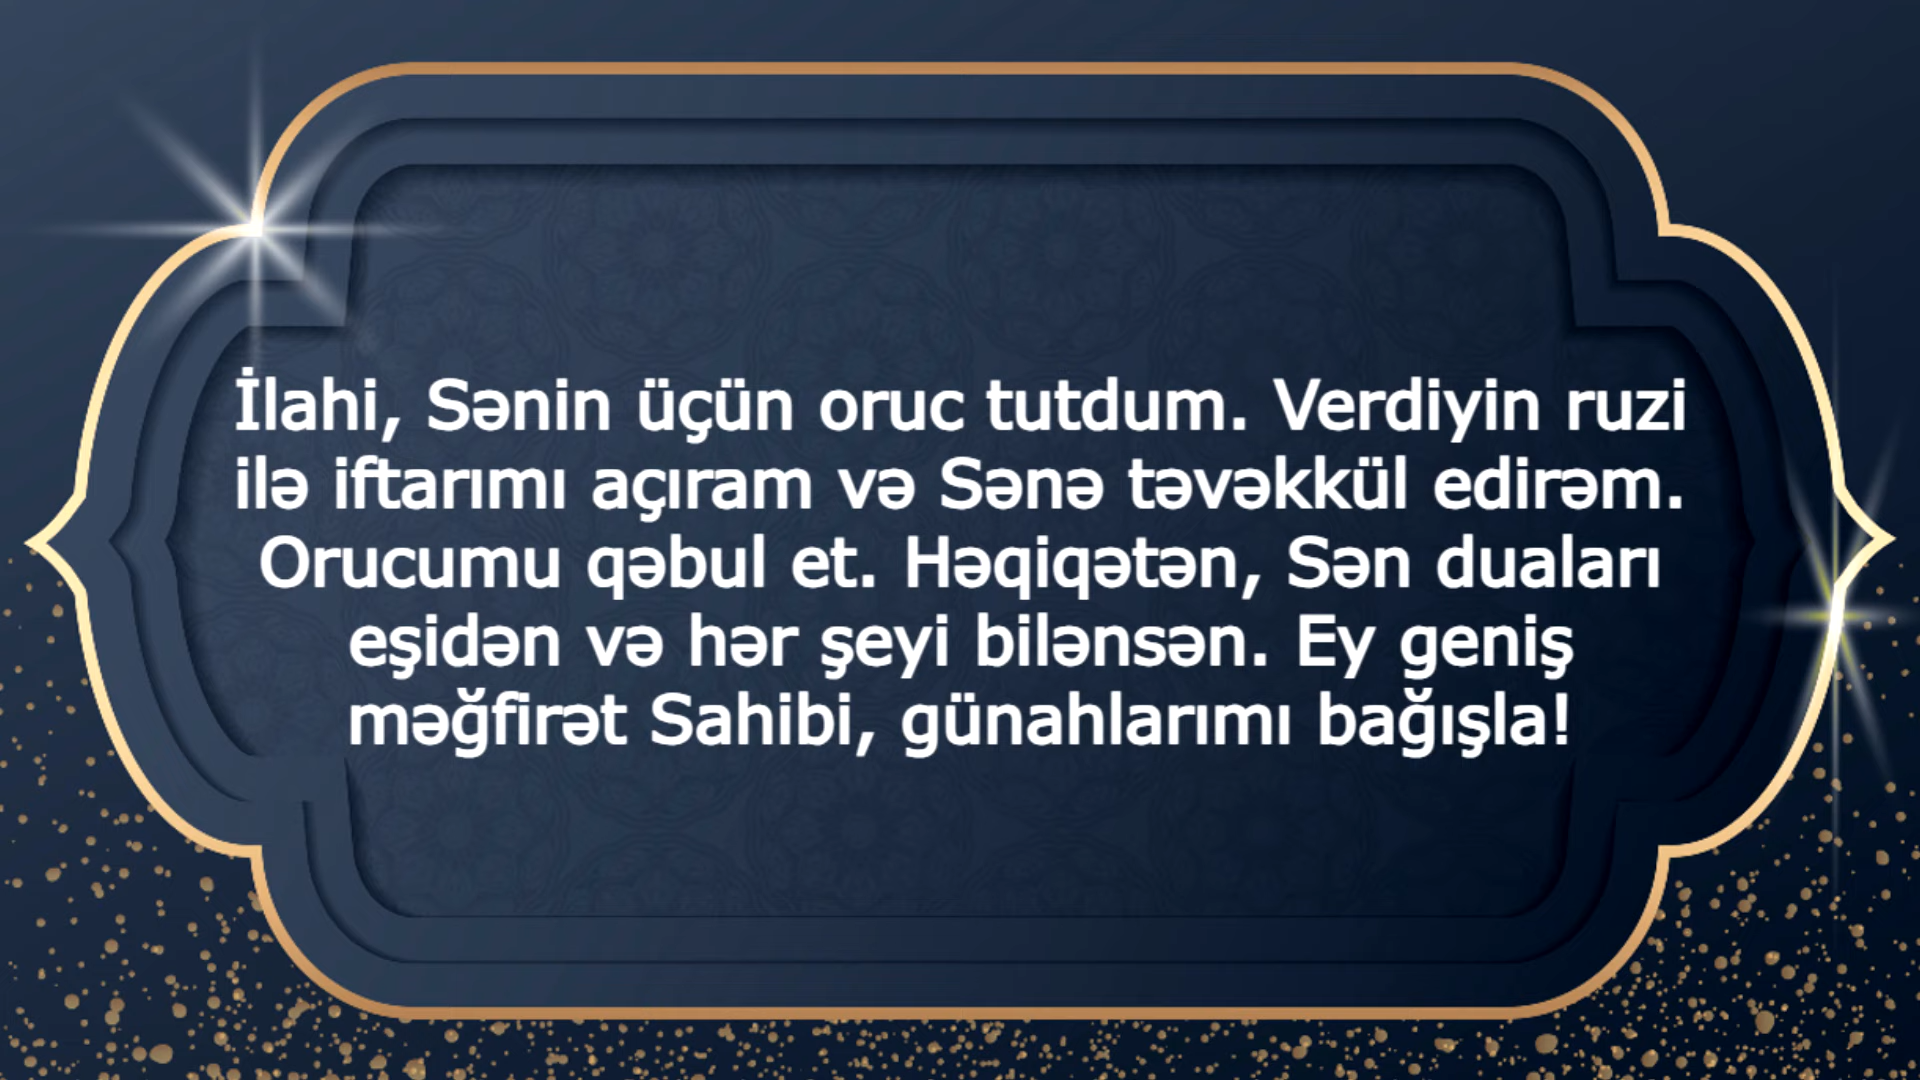 İlahi, Sənin üçün oruc tutdum. Verdiyin ruzi
ilə iftarımı açıram və Sənə təvəkkül edirəm.
Orucumu qəbul et. Həqiqətən, Sən duaları
eşidən və hər şeyi bilənsən. Ey geniş
məğfirət Sahibi, günahlarımı bağışla!